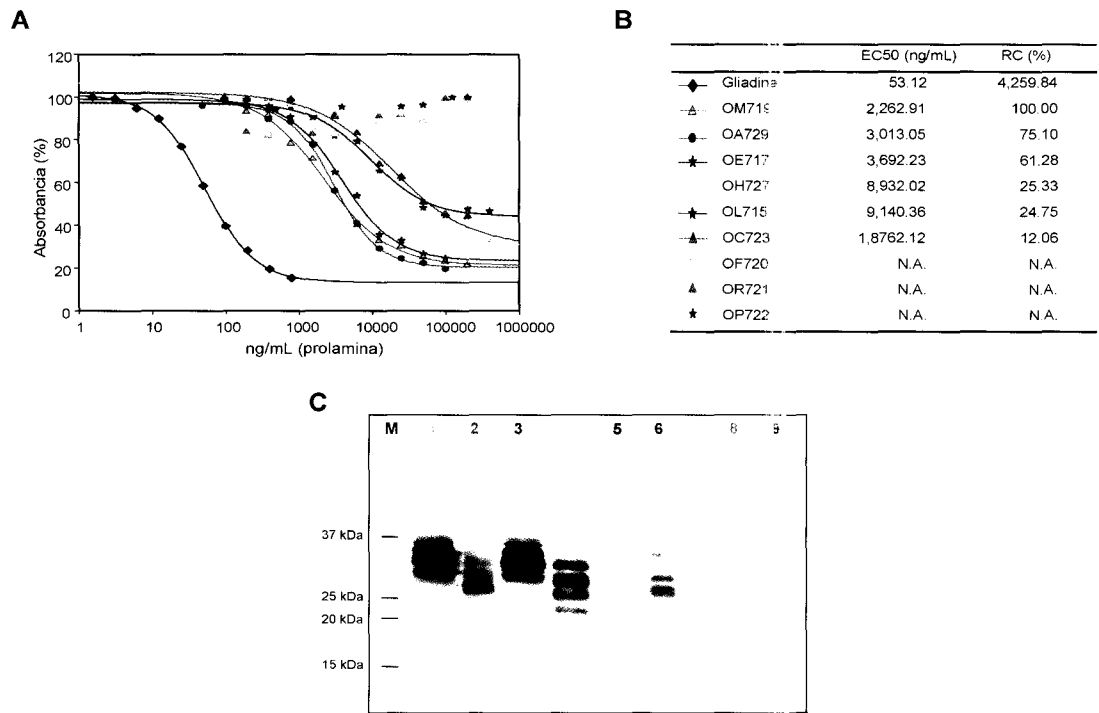 A
Absorbancia (%)
120
100
80
60
40
20
0
1 10 100 1000 10000 100000 1000000
ng/mL (prolamina)
B
EC50 (ng/mL) RC (%)
Gliadina 53.12 4,259.84
OM719 2,262.91 100.00
OA729 3,013.05 75.10
OE717 3,692.23 61.28
OH727 8,932.02 25.33
OL715 9,140.36 24.75
OC723 1,8762.12 12.06
OF720 N.A. N.A.
OR721 N.A. N.A.
OP722 N.A. N.A.
C
M 1 2 3 5 6 8 9
37 kDa
25 kDa
20 kDa
15 kDa